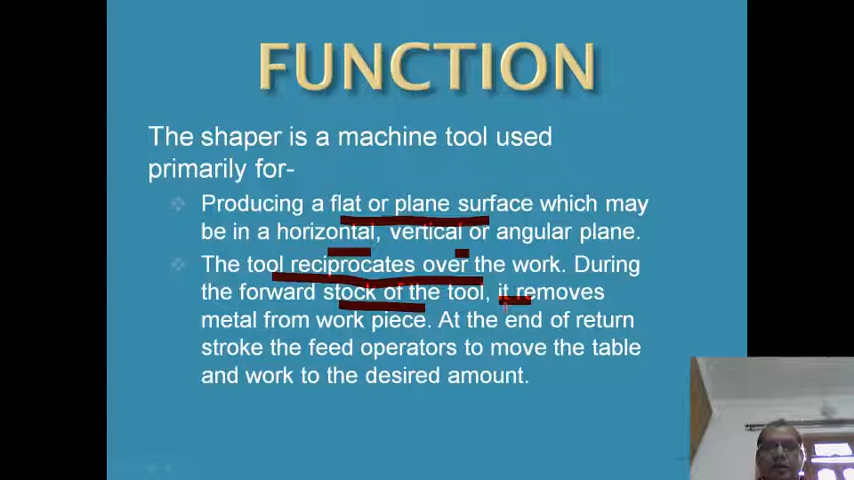 FUNCTION
The shaper is a machine tool used
primarily for-
Producing a flat or plane surface which may
be in a horizontal, vertical or angular plane.
The tool reciprocates over the work. During
the forward stock of the tool, it removes
metal from work piece. At the end of return
stroke the feed operators to move the table
and work to the desired amount.